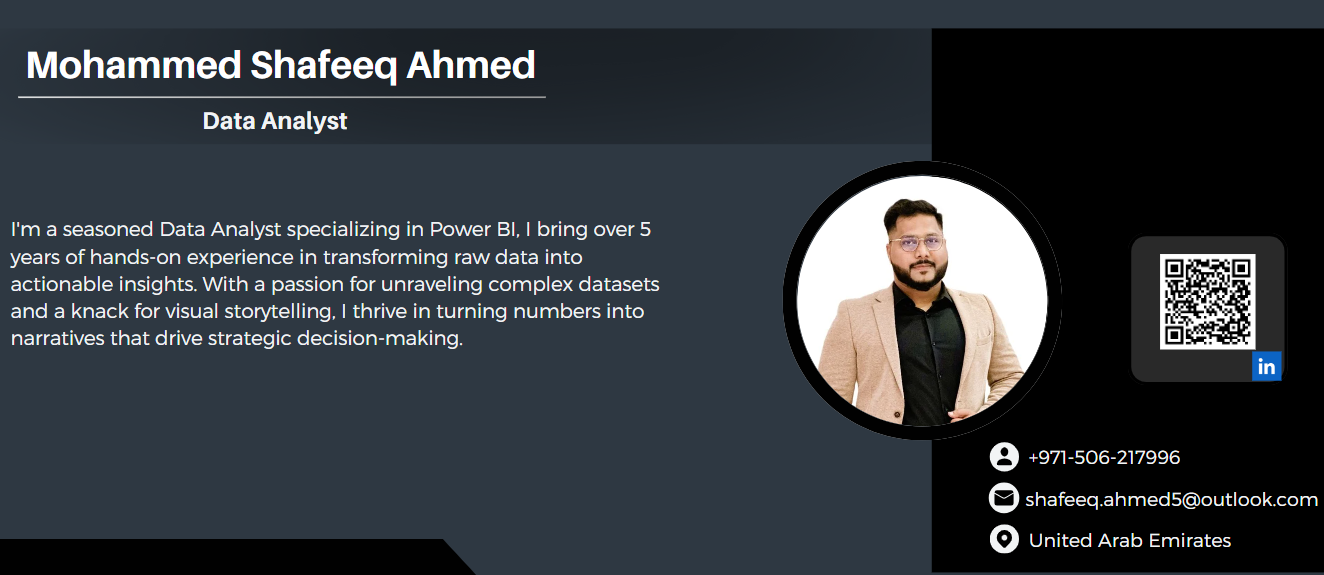 Mohammed Shafeeq Ahmed
Data Analyst
I'm a seasoned Data Analyst specializing in Power BI, I bring over 5
years of hands-on experience in transforming raw data into
actionable insights. With a passion for unraveling complex datasets
and a knack for visual storytelling, I thrive in turning numbers into
narratives that drive strategic decision-making.
in
+971-506-217996
shafeeq.ahmed5@outlook.com
United Arab Emirates